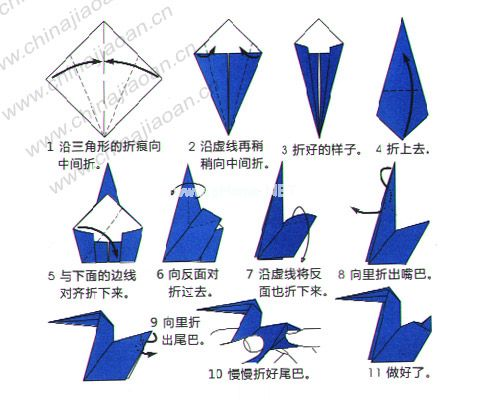 www.chinajiaoan.cn
www.chinajiaoan.cn
1 沿三角形的折痕向
中间折.
2 沿虚线再稍
稍向中间折.
3 折好的样子.
4 折上去.
5 与下面的边线
对齐折下来.
6 向反面对
折过去.
7 沿虚线将反
面也折下来.
8 向里折出嘴巴.
9 向里折
出尾巴.
10 慢慢折好尾巴.
11 做好了.